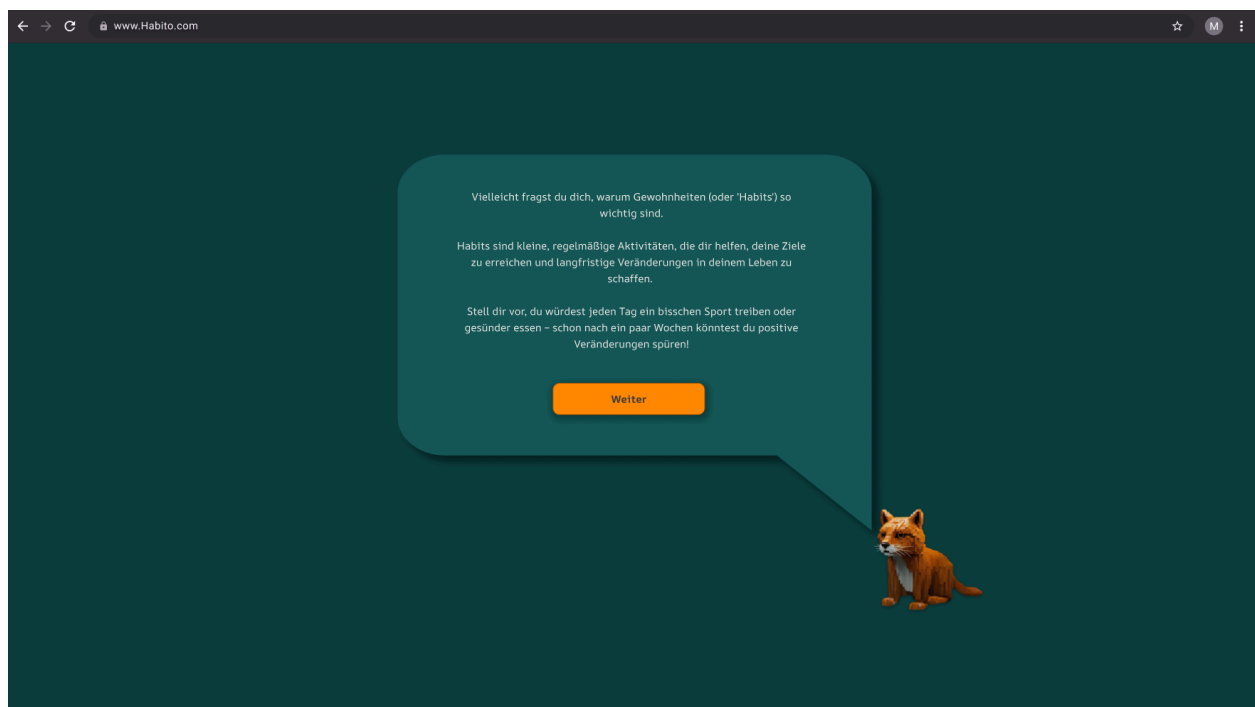 www.Habito.com
M
Vielleicht fragst du dich, warum Gewohnheiten (oder 'Habits') so
wichtig sind.
Habits sind kleine, regelmäßige Aktivitäten, die dir helfen, deine Ziele
zu erreichen und langfristige Veränderungen in deinem Leben zu
schaffen.
Stell dir vor, du würdest jeden Tag ein bisschen Sport treiben oder
gesünder essen – schon nach ein paar Wochen könntest du positive
Veränderungen spüren!
Weiter